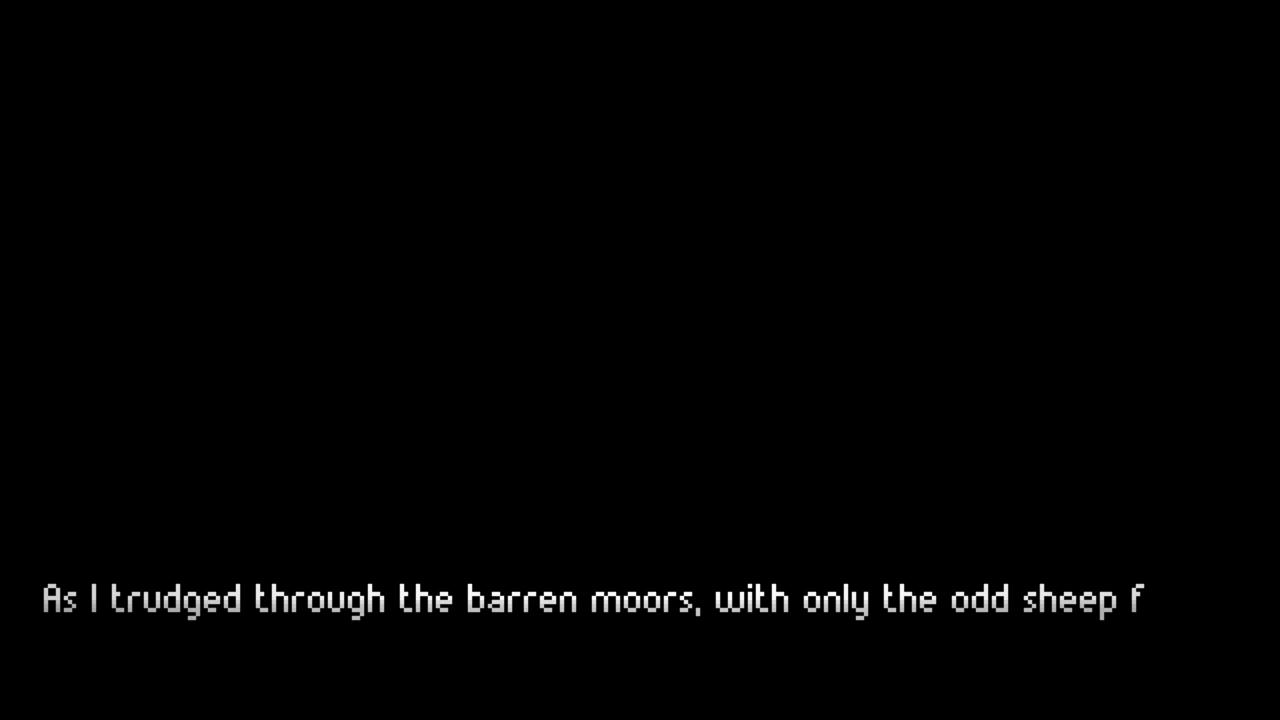 As I trudged through the barren moors, with only the odd sheep f